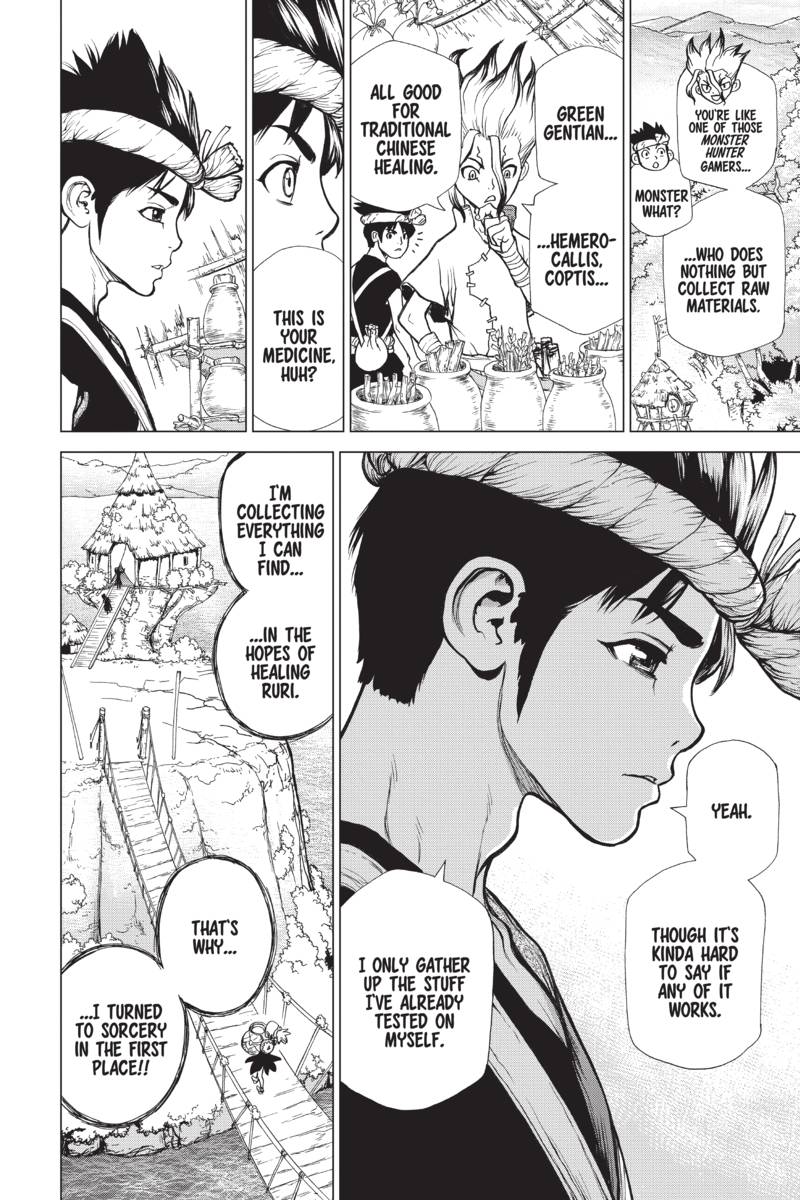 YOU'RE LIKE
ONE OF THOSE
MONSTER
HUNTER
GAMERS...
MONSTER
WHAT?
...WHO DOES
NOTHING BUT
COLLECT RAW
MATERIALS.
GREEN
GENTIAN...
...HEMERO-
CALLIS,
COPTIS...
ALL GOOD
FOR
TRADITIONAL
CHINESE
HEALING.
THIS IS
YOUR
MEDICINE,
HUH?
YEAH.
THOUGH IT'S
KINDA HARD
TO SAY IF
ANY OF IT
WORKS.
I ONLY GATHER
UP THE STUFF
I'VE ALREADY
TESTED ON
MYSELF.
I'M
COLLECTING
EVERYTHING
I CAN
FIND...
...IN THE
HOPES OF
HEALING
RURI.
THAT'S
WHY...
...I TURNED
TO SORCERY
IN THE FIRST
PLACE!!